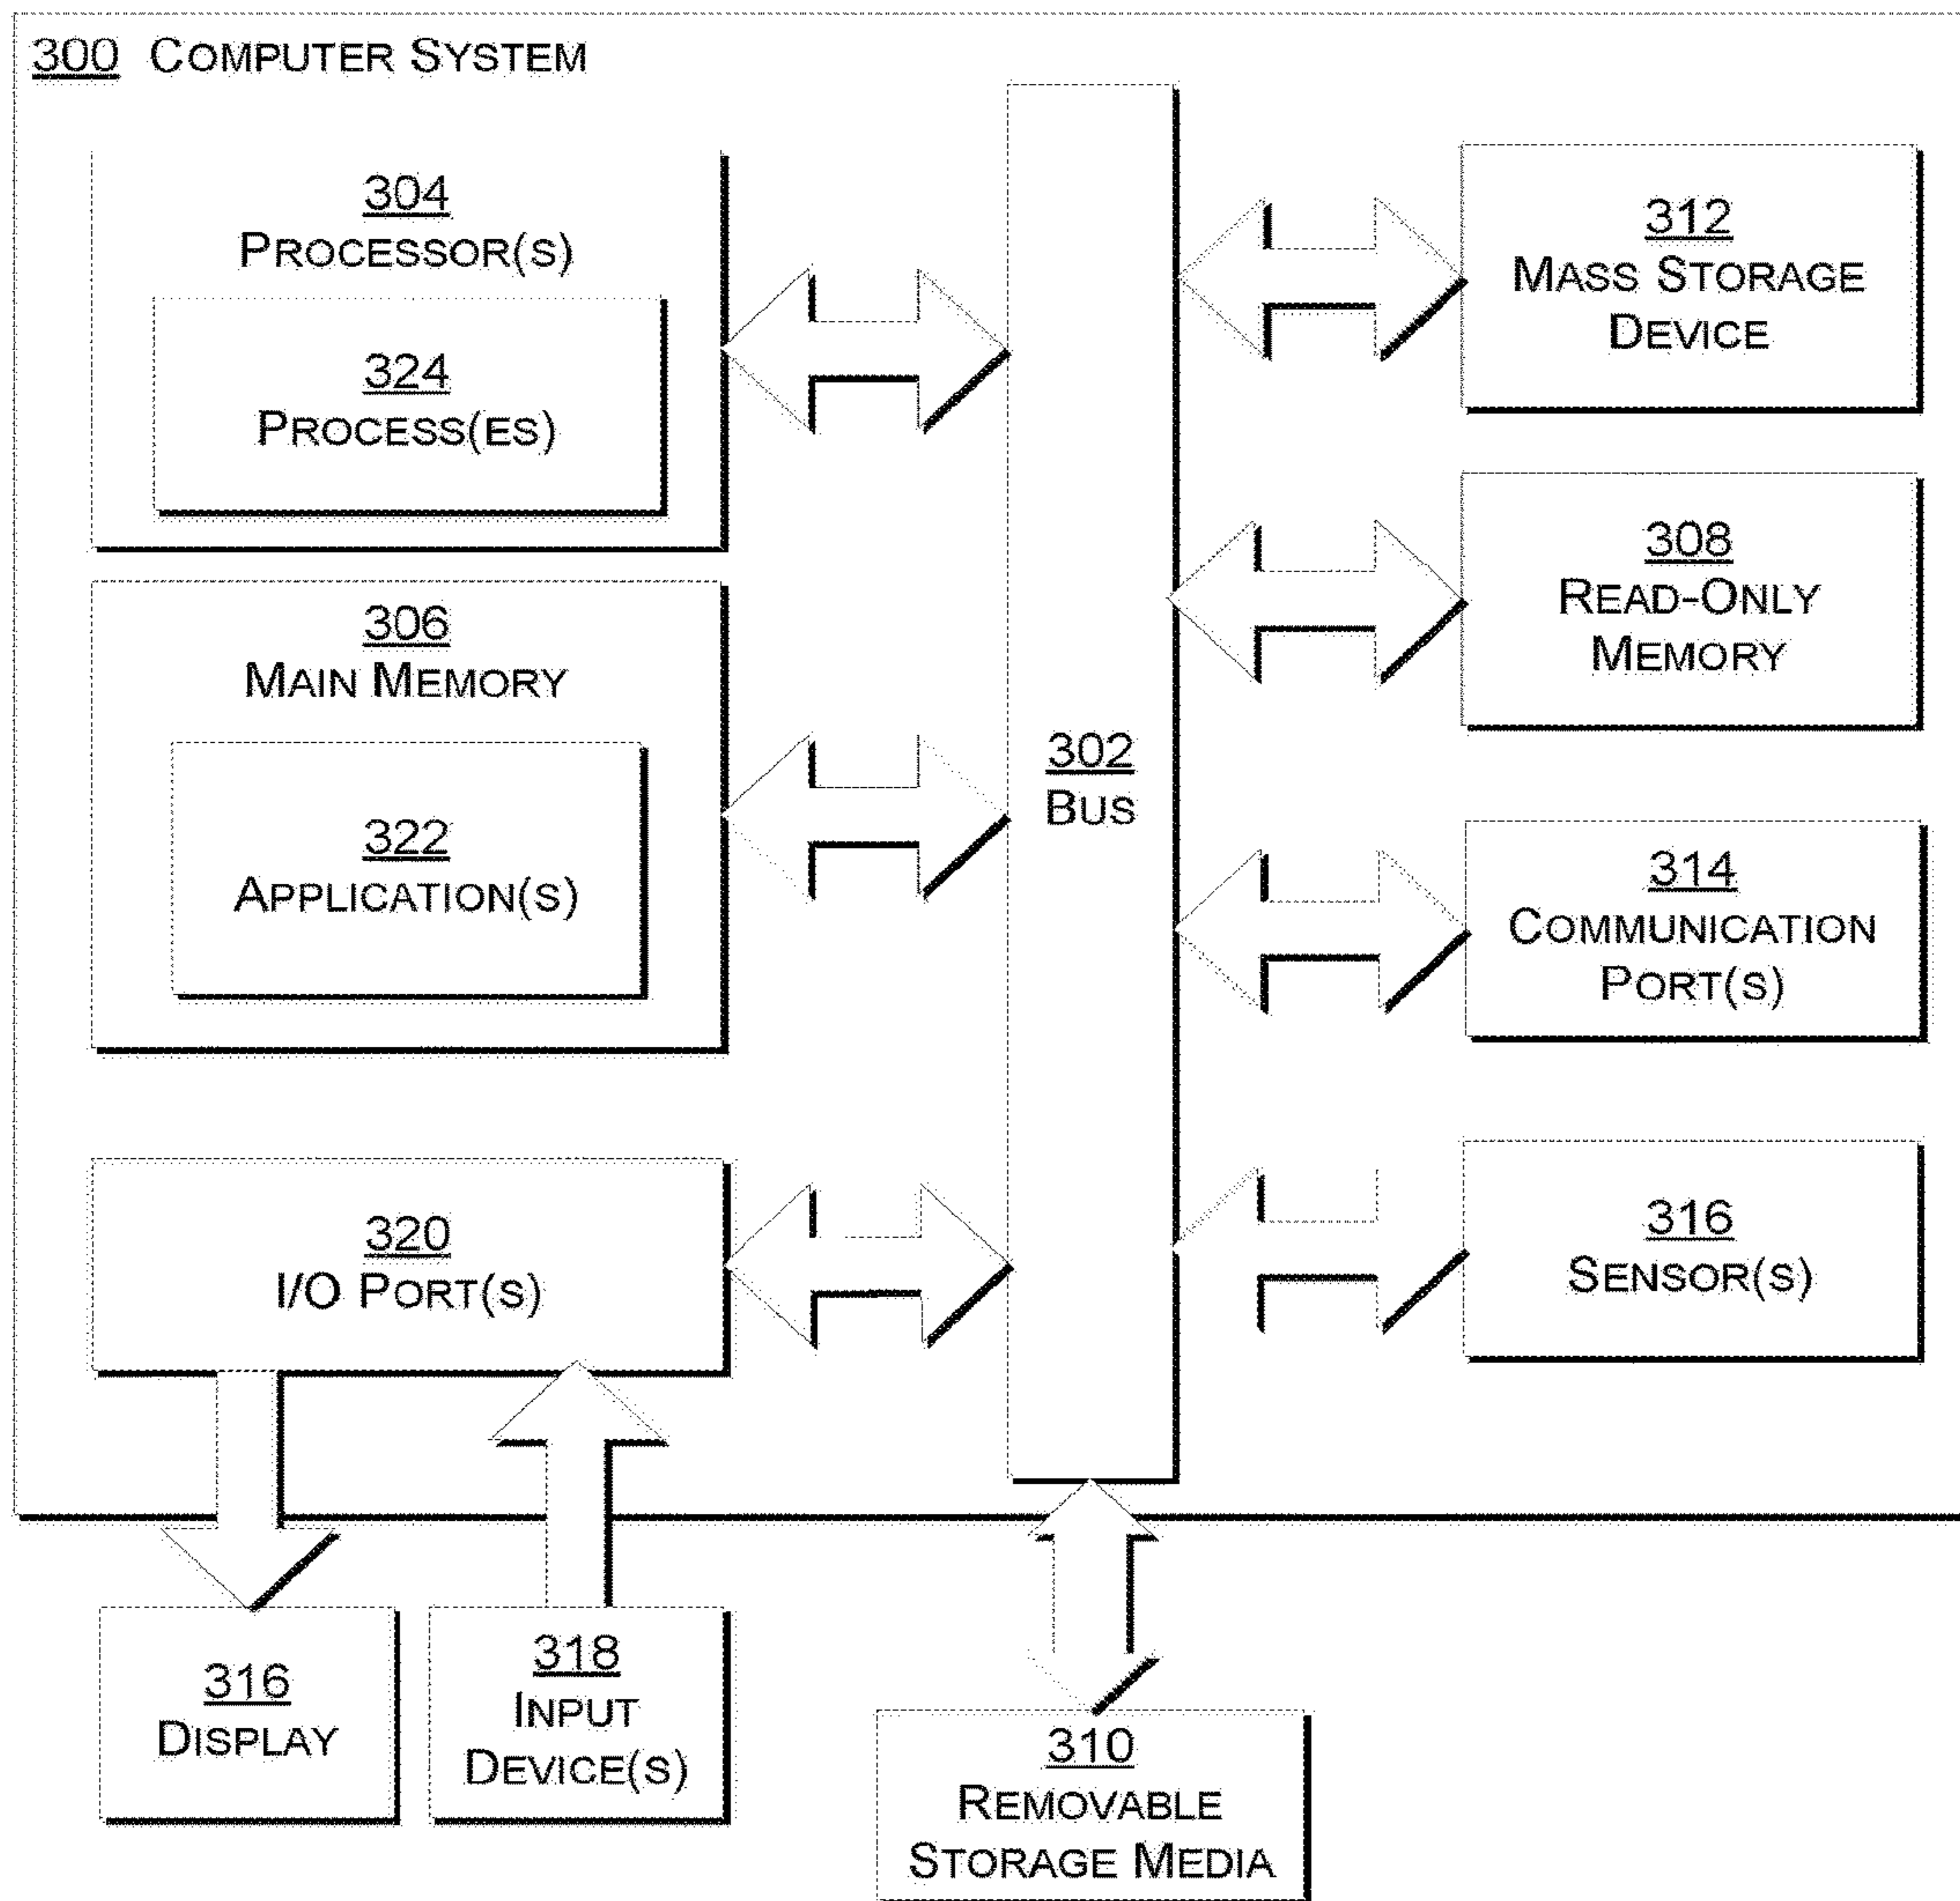 300 COMPUTER SYSTEM
304
PROCESSOR(S)
324
PROCESS(ES)
306
MAIN MEMORY
322
APPLICATION(S)
320
I/O PORT(S)
302
BUS
312
MASS STORAGE
DEVICE
308
READ-ONLY
MEMORY
314
COMMUNICATION
PORT(S)
316
SENSOR(S)
316
DISPLAY
318
INPUT
DEVICE(S)
310
REMOVABLE
STORAGE MEDIA